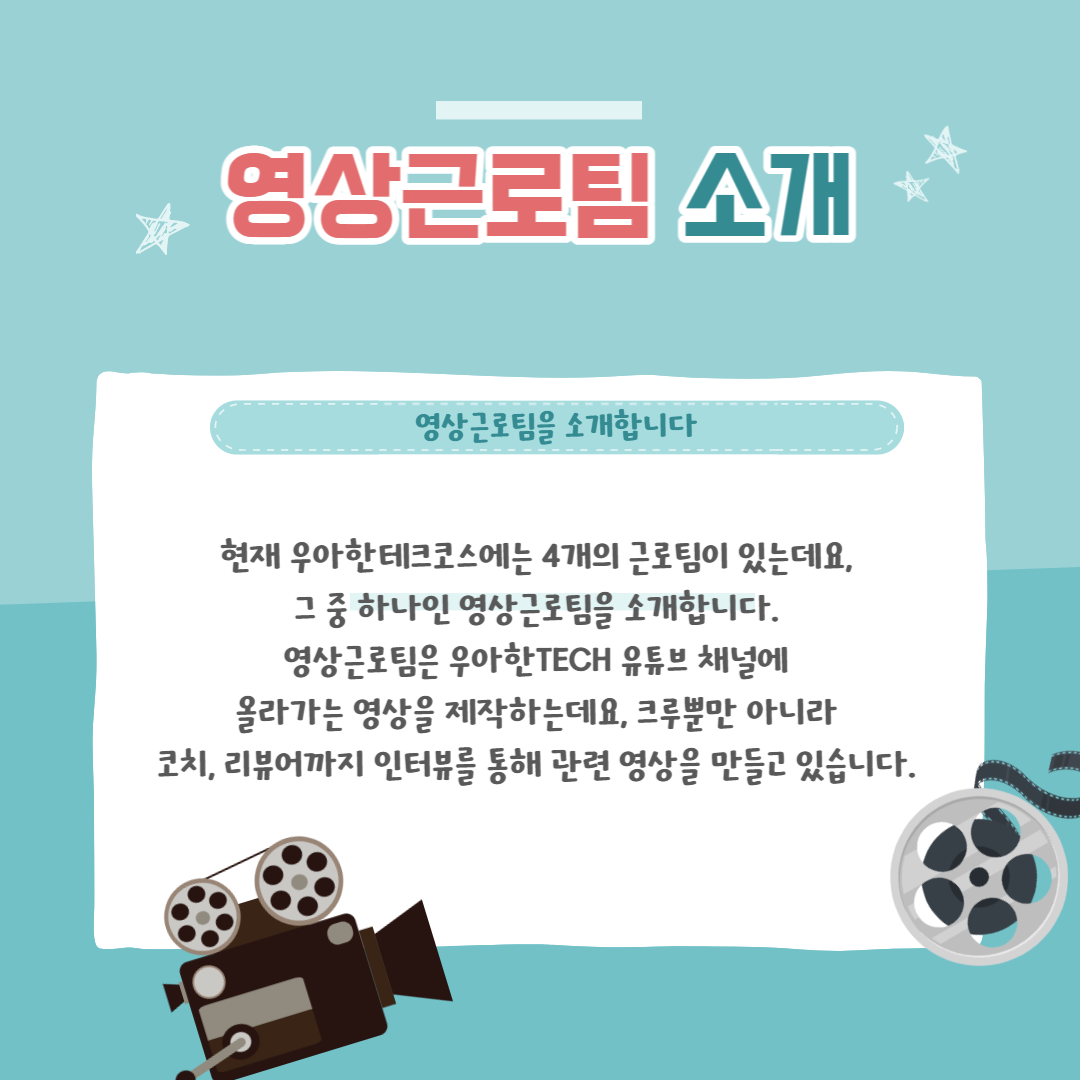 영상근로팀 소개
영상근로팀을 소개합니다
현재 우아한테크코스에는 4개의 근로팀이 있는데요,
그 중 하나인 영상근로팀을 소개합니다.
영상근로팀은 우아한TECH 유튜브 채널에
올라가는 영상을 제작하는데요, 크루뿐만 아니라
코치, 리뷰어까지 인터뷰를 통해 관련 영상을 만들고 있습니다.